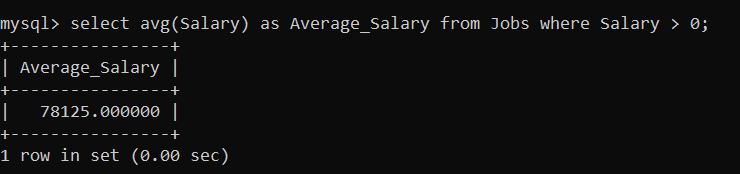 mysql> select avg(Salary) as Average_Salary from Jobs where Salary > 0;
+----------------+
| Average_Salary |
+----------------+
|   78125.000000 |
+----------------+
1 row in set (0.00 sec)